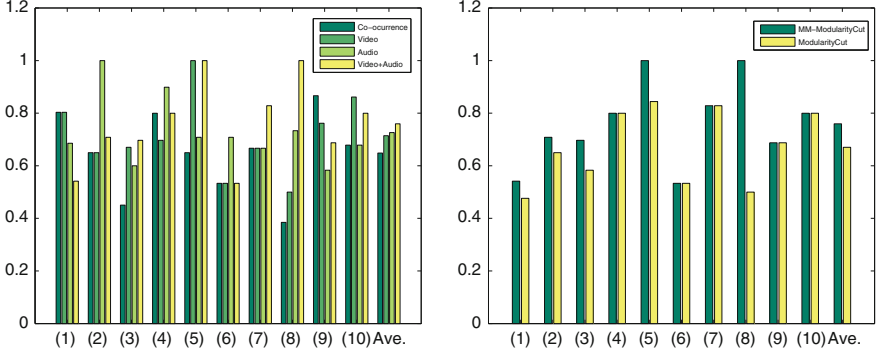 1.2
1
0.8
0.6
0.4
0.2
0
Co-ocurrence
Video
Audio
Video+Audio
(1) (2) (3) (4) (5) (6) (7) (8) (9) (10) Ave.
1.2
1
0.8
0.6
0.4
0.2
0
MM-ModularityCut
ModularityCut
(1) (2) (3) (4) (5) (6) (7) (8) (9) (10) Ave.